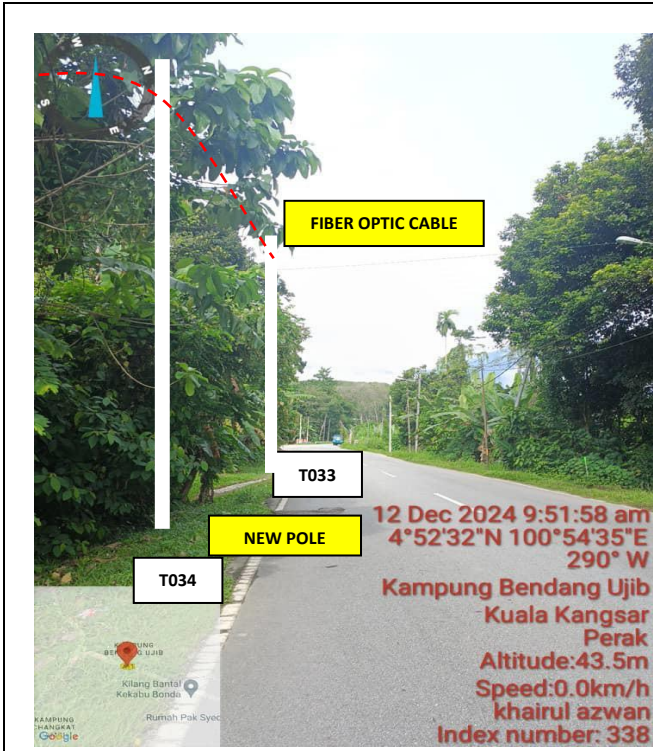 N
W
S
E
FIBER OPTIC CABLE
T033
NEW POLE
T034
12 Dec 2024 9:51:58 am
4°52'32"N 100°54'35"E
290° W
Kampung Bendang Ujib
Kuala Kangsar
Perak
Altitude:43.5m
Speed:0.0km/h
khairul azwan
Index number: 338
Kilang Bantal
Kekabu Bonda
Rumah Pak Syed
KAMPUNG
CHANGKAT
Google